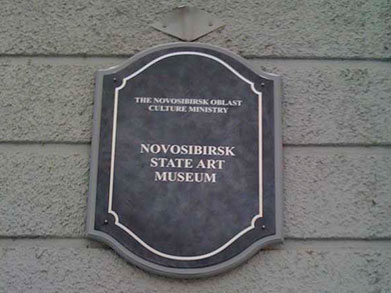 THE NOVOSIBIRSK OBLAST
CULTURE MINISTRY
NOVOSIBIRSK
STATE ART
MUSEUM